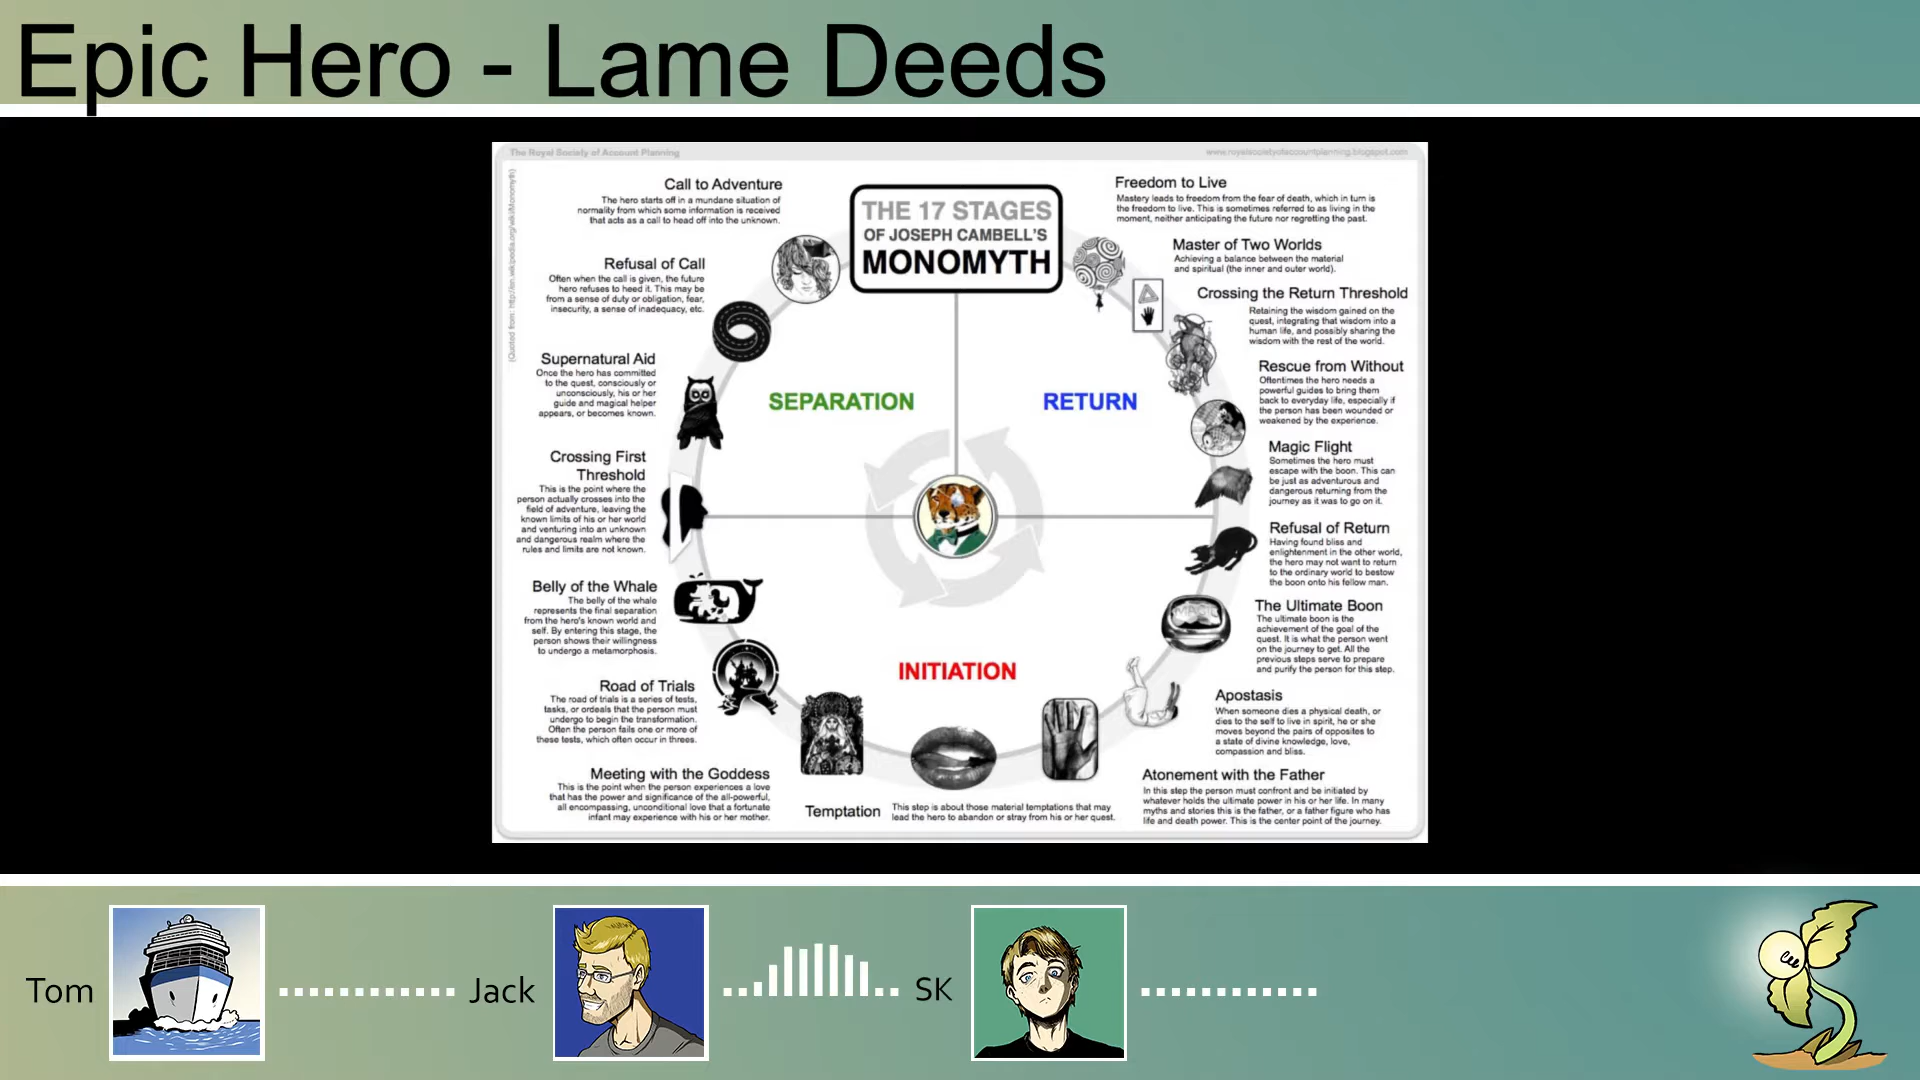 Epic Hero - Lame Deeds
The Royal Society of Account Planning
www.royalsocietyofaccountplanning.blogspot.com
(Quoted from: http://en.wikipedia.org/wiki/Monomyth)
THE 17 STAGES
OF JOSEPH CAMBELL'S
MONOMYTH
Call to Adventure
The hero starts off in a mundane situation of
normality from which some information is received
that acts as a call to head off into the unknown.
Refusal of Call
Often when the call is given, the future
hero refuses to heed it. This may be
from a sense of duty or obligation, fear,
insecurity, a sense of inadequacy, etc.
Supernatural Aid
Once the hero has committed
to the quest, consciously or
unconsciously, his or her
guide and magical helper
appears, or becomes known.
Crossing First
Threshold
This is the point where the
person actually crosses into the
field of adventure, leaving the
known limits of his or her world
and venturing into an unknown
and dangerous realm where the
rules and limits are not known.
Belly of the Whale
The belly of the whale
represents the final separation
from the hero's known world and
self. By entering this stage, the
person shows their willingness
to undergo a metamorphosis.
Road of Trials
The road of trials is a series of tests,
tasks, or ordeals that the person must
undergo to begin the transformation.
Often the person fails one or more of
these tests, which often occur in threes.
Meeting with the Goddess
This is the point when the person experiences a love
that has the power and significance of the all-powerful,
all encompassing, unconditional love that a fortunate
infant may experience with his or her mother.
Temptation
This step is about those material temptations that may
lead the hero to abandon or stray from his or her quest.
Atonement with the Father
In this step the person must confront and be initiated by
whatever holds the ultimate power in his or her life. In many
myths and stories this is the father, or a father figure who has
life and death power. This is the center point of the journey.
Apostasis
When someone dies a physical death, or
dies to the self to live in spirit, he or she
moves beyond the pairs of opposites to
a state of divine knowledge, love,
compassion and bliss.
The Ultimate Boon
The ultimate boon is the
achievement of the goal of the
quest. It is what the person went
on the journey to get. All the
previous steps serve to prepare
and purify the person for this step.
Refusal of Return
Having found bliss and
enlightenment in the other world,
the hero may not want to return
to the ordinary world to bestow
the boon onto his fellow man.
Magic Flight
Sometimes the hero must
escape with the boon. This can
be just as adventurous and
dangerous returning from the
journey as it was to go on it.
Rescue from Without
Oftentimes the hero needs a
powerful guides to bring them
back to everyday life, especially if
the person has been wounded or
weakened by the experience.
Crossing the Return Threshold
Retaining the wisdom gained on the
quest, integrating that wisdom into a
human life, and possibly sharing the
wisdom with the rest of the world.
Master of Two Worlds
Achieving a balance between the material
and spiritual (the inner and outer world).
Freedom to Live
Mastery leads to freedom from the fear of death, which in turn is
the freedom to live. This is sometimes referred to as living in the
moment, neither anticipating the future nor regretting the past.
SEPARATION
RETURN
INITIATION
Tom
Jack
SK